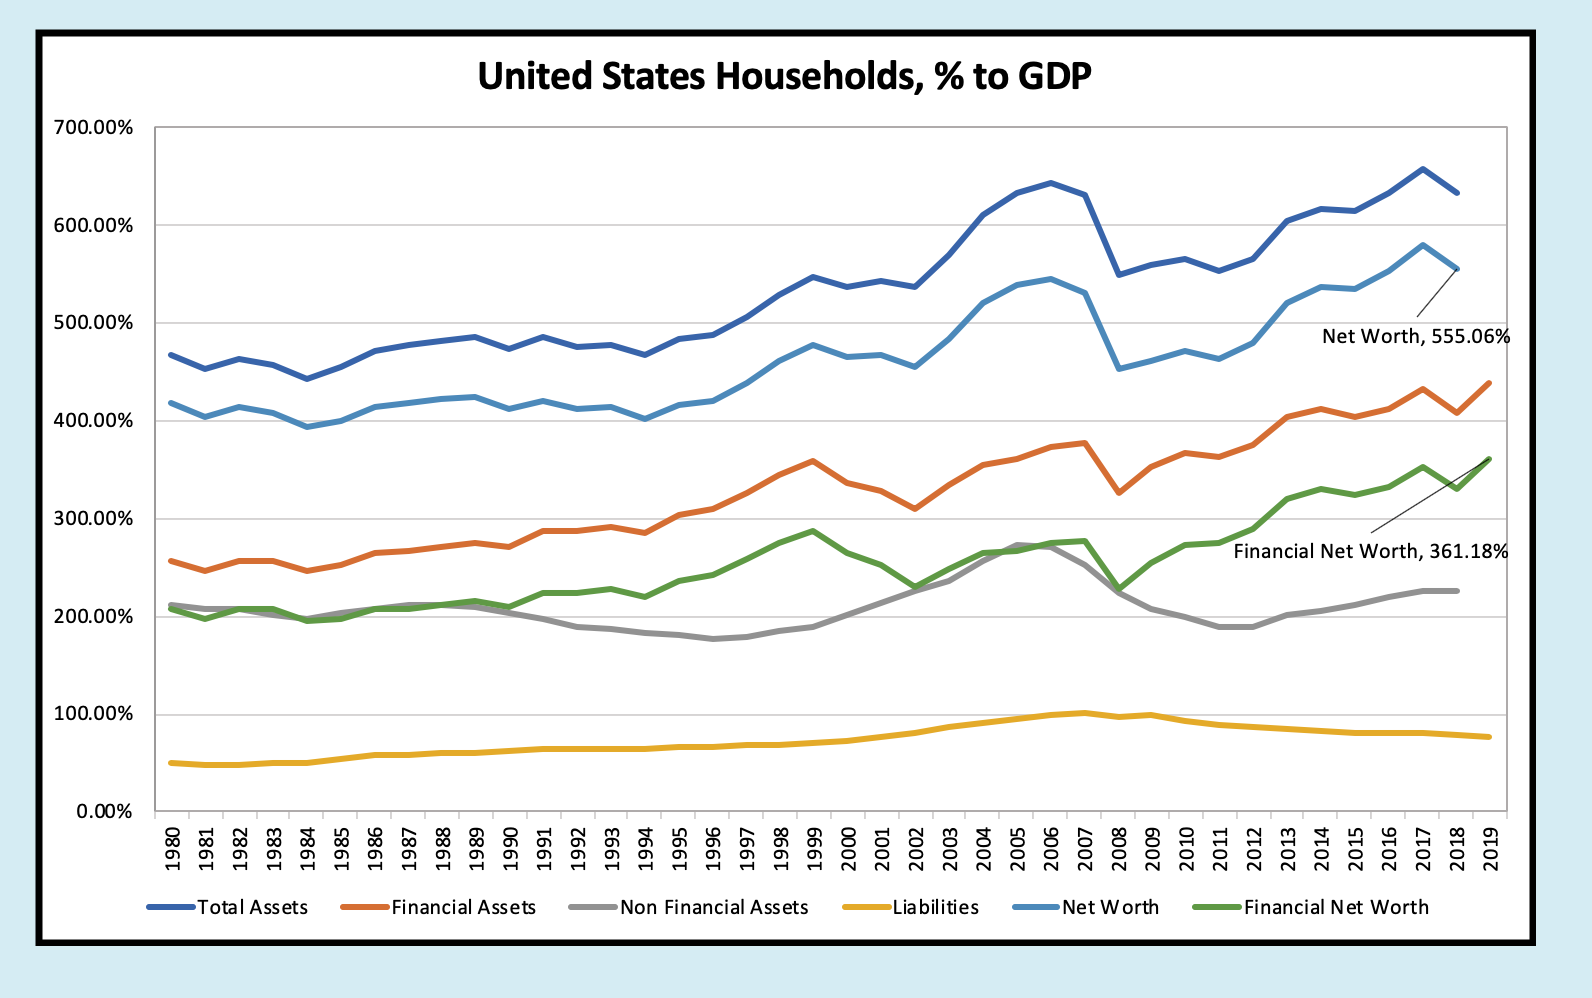 United States Households, % to GDP
700.00%
600.00%
500.00%
400.00%
300.00%
200.00%
100.00%
0.00%
Net Worth, 555.06%
Financial Net Worth, 361.18%
1980 1981 1982 1983 1984 1985 1986 1987 1988 1989 1990 1991 1992 1993 1994 1995 1996 1997 1998 1999 2000 2001 2002 2003 2004 2005 2006 2007 2008 2009 2010 2011 2012 2013 2014 2015 2016 2017 2018 2019
Total Assets Financial Assets Non Financial Assets Liabilities Net Worth Financial Net Worth